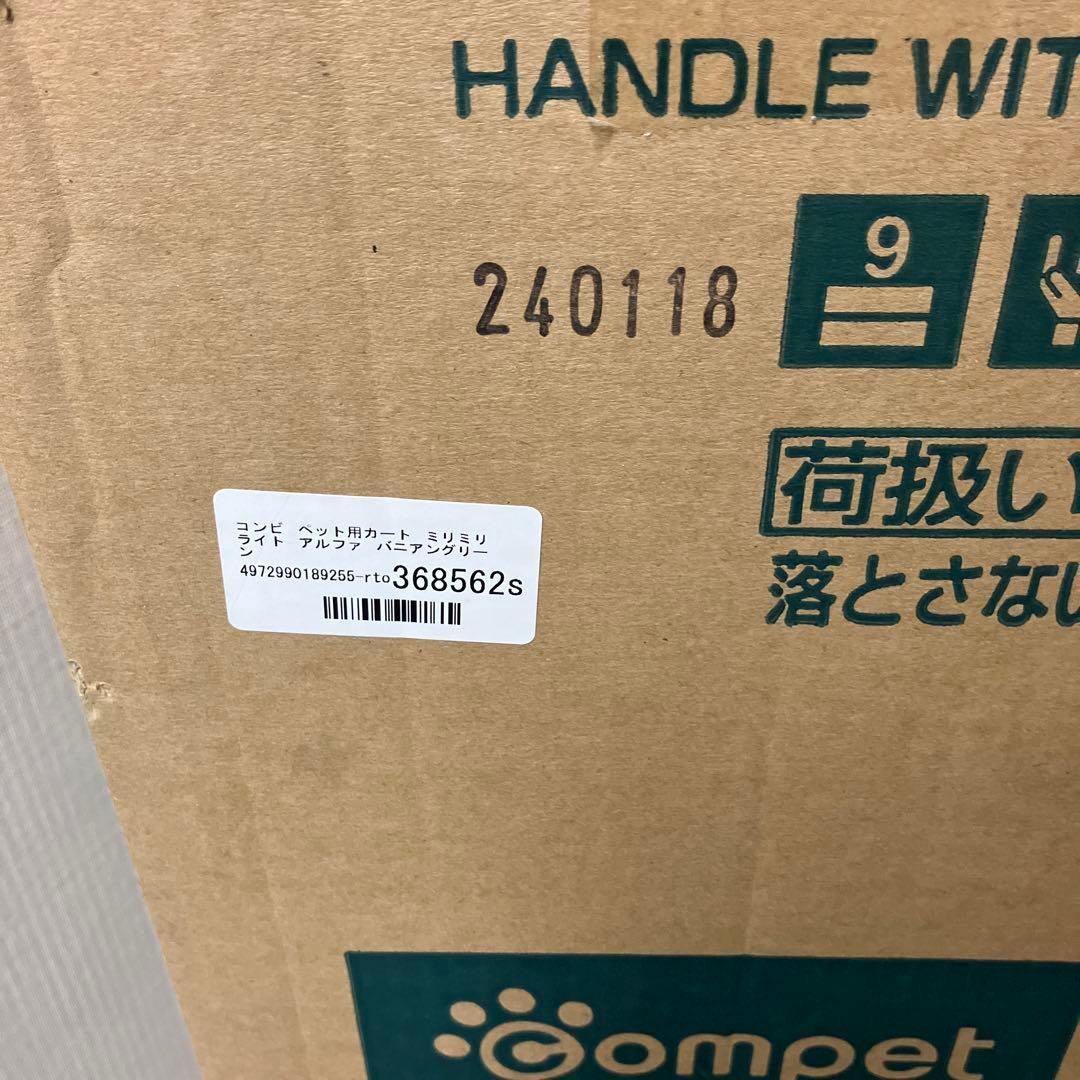 HANDLE WIT
9
240118
荷扱い
落とさない
コンビ ペット用カート ミリミリ
ライト アルファ バニアングリー
ン
4972990189255-rto368562s
Compet